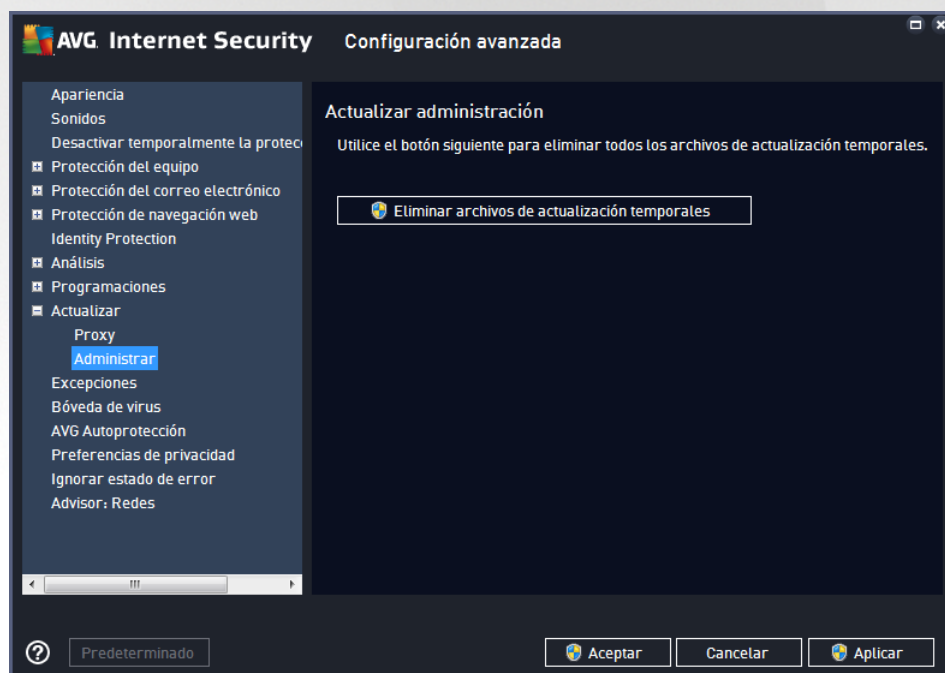 AVG Internet Security Configuración avanzada
Apariencia
Sonidos
Desactivar temporalmente la protec
Protección del equipo
Protección del correo electrónico
Protección de navegación web
Identity Protection
Análisis
Programaciones
Actualizar
Proxy
Administrar
Excepciones
Bóveda de virus
AVG Autoprotección
Preferencias de privacidad
Ignorar estado de error
Advisor: Redes
Actualizar administración
Utilice el botón siguiente para eliminar todos los archivos de actualización temporales.
Eliminar archivos de actualización temporales
Predeterminado
Aceptar
Cancelar
Aplicar